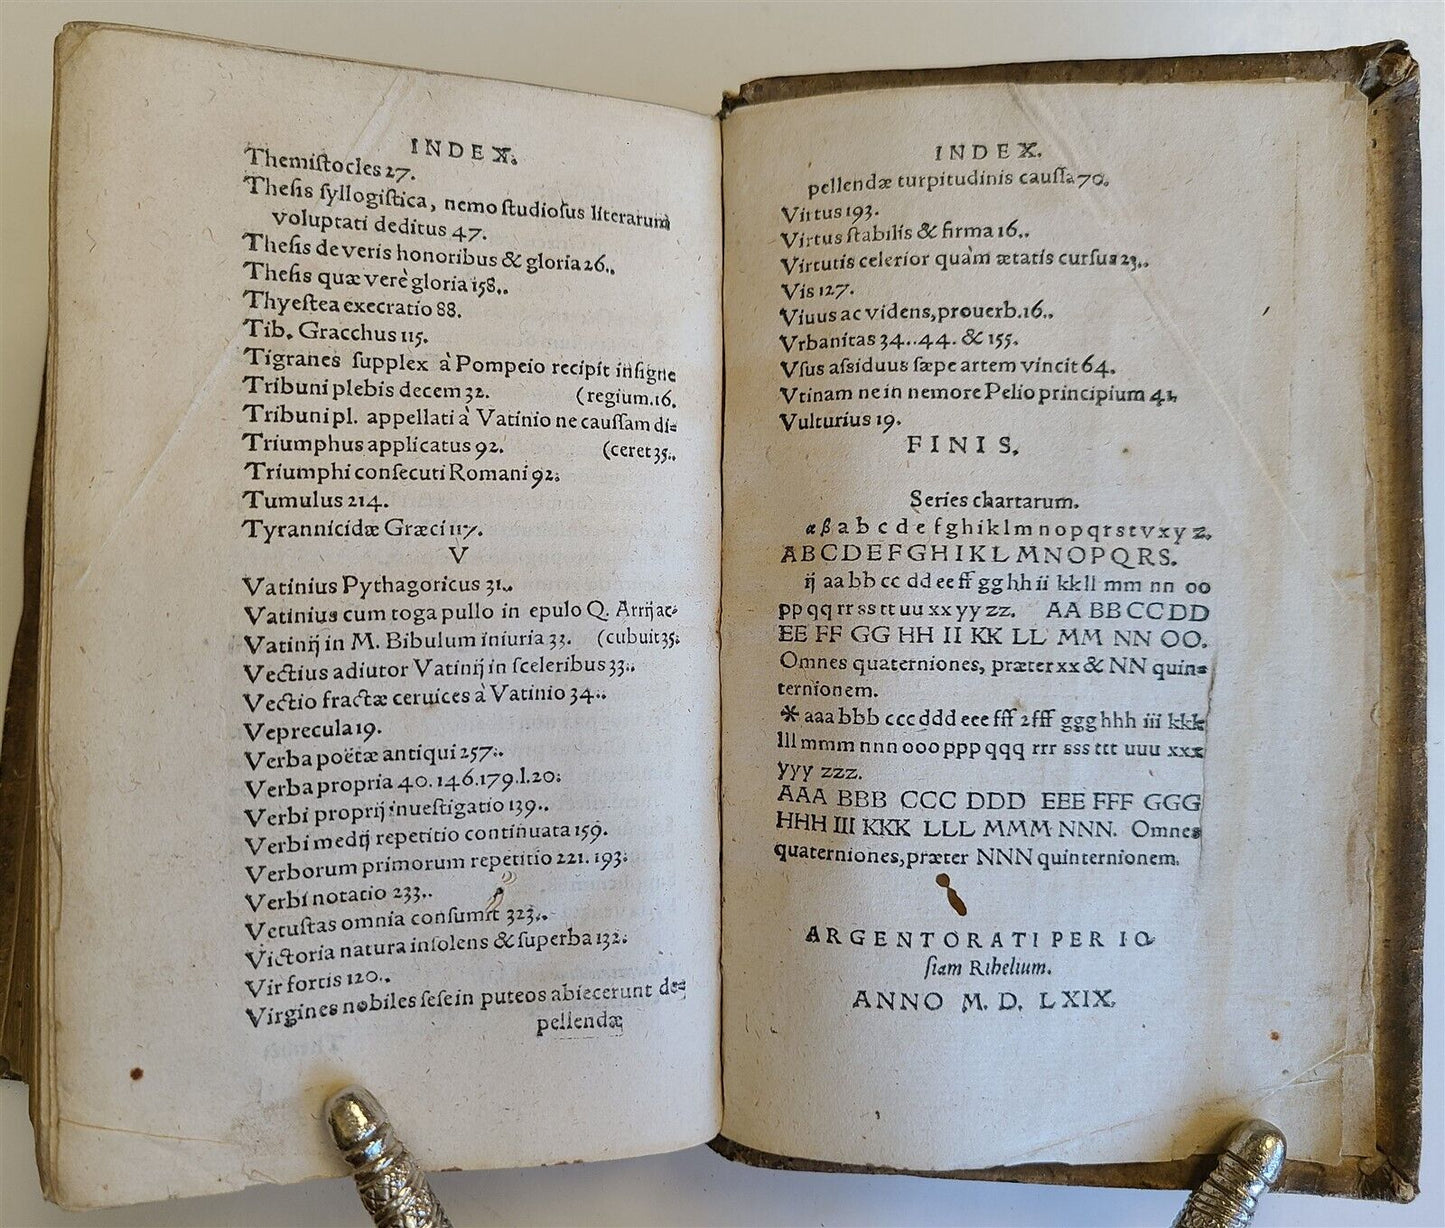 INDEX.
Themiſtocles 27.
Theſis ſyllogiſtica, nemo ſtudioſus literarum
voluptati deditus 47.
Theſis de veris honoribus & gloria 26..
Theſis quæ verè gloria 158..
Thyeſtea execratio 88.
Tib. Gracchus 115.
Tigranes ſupplex à Pompeio recipit inſigne
Tribuni plebis decem 32. (regium.16.
Tribuni pl. appellati à Vatinio ne cauſſam di=
Triumphus applicatus 92. (ceret 35..
Triumphi conſecuti Romani 92:
Tumulus 214.
Tyrannicidæ Græci 117.
V
Vatinius Pythagoricus 31..
Vatinius cum toga pullo in epulo Q. Arrij ac=
Vatinij in M. Bibulum iniuria 33. (cubuit 35:
Vectius adiutor Vatinij in ſceleribus 33..
Vectio fractæ ceruices à Vatinio 34..
Veprecula 19.
Verba poëtæ antiqui 257:.
Verba propria 40. 146. 179. l.20:
Verbi proprij inueſtigatio 139..
Verbi medij repetitio continuata 159.
Verborum primorum repetitio 221. 193:
Verbi notatio 233..
Vetuſtas omnia conſumit 323..
Victoria natura inſolens & ſuperba 132:
Vir fortis 120..
Virgines nobiles ſeſe in puteos abiecerunt de=
pellendæ
INDEX.
pellendæ turpitudinis cauſſa 70.
Virtus 193.
Virtus ſtabilis & firma 16..
Virtutis celerior quàm ætatis curſus 23..
Vis 127.
Viuus ac videns, prouerb. 16..
Vrbanitas 34..44. & 155.
Vſus aſsiduus ſæpe artem vincit 64.
Vtinam ne in nemore Pelio principium 41.
Vulturius 19.
FINIS.
Series chartarum.
α β a b c d e f g h i k l m n o p q r s t v x y z.
A B C D E F G H I K L M N O P Q R S.
ij aa bb cc dd ee ff gg hh ii kk ll mm nn oo
pp qq rr ss tt uu xx yy zz. AA BB CC DD
EE FF GG HH II KK LL MM NN OO.
Omnes quaterniones, præter xx & NN quin=
ternionem.
* aaa bbb ccc ddd eee fff 2fff ggg hhh iii kkk
lll mmm nnn ooo ppp qqq rrr sss ttt uuu xxx
yyy zzz.
AAA BBB CCC DDD EEE FFF GGG
HHH III KKK LLL MMM NNN. Omnes
quaterniones, præter NNN quinternionem.
ARGENTORATI PER IO
ſiam Rihelium.
ANNO M. D. LXIX.